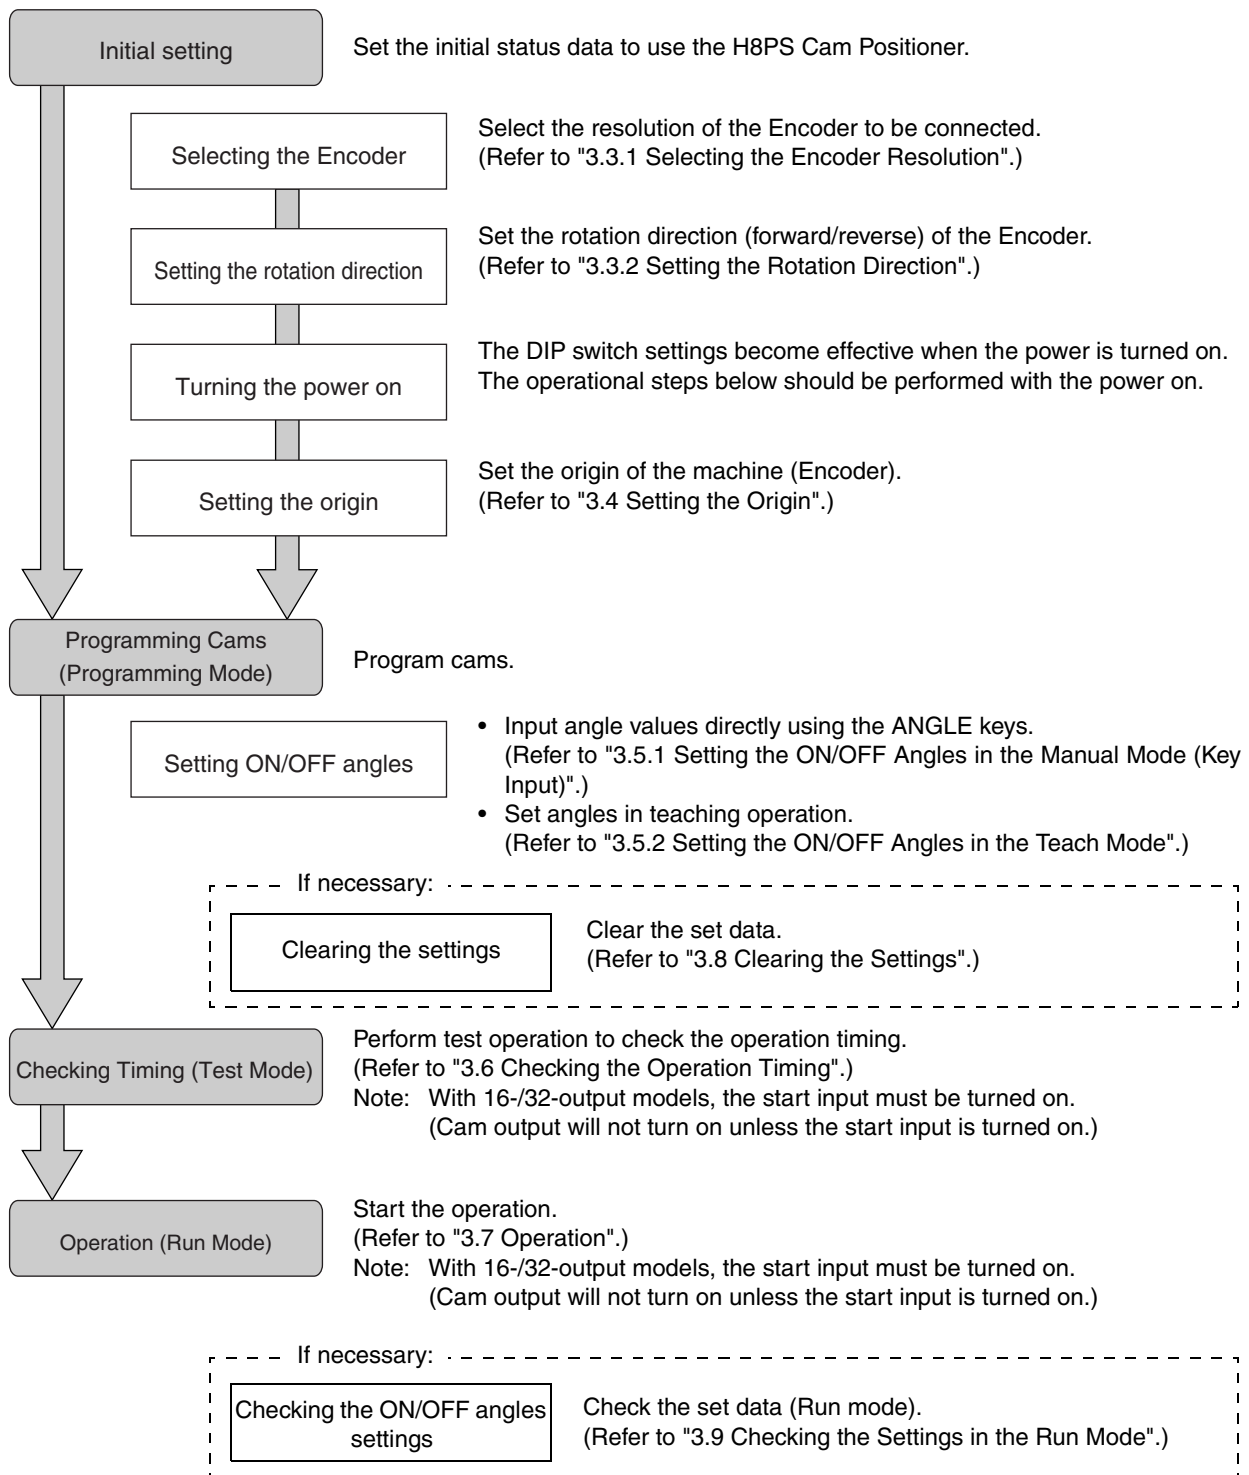 Initial setting
Set the initial status data to use the H8PS Cam Positioner.
Selecting the Encoder
Select the resolution of the Encoder to be connected.
(Refer to "3.3.1 Selecting the Encoder Resolution".)
Setting the rotation direction
Set the rotation direction (forward/reverse) of the Encoder.
(Refer to "3.3.2 Setting the Rotation Direction".)
Turning the power on
The DIP switch settings become effective when the power is turned on.
The operational steps below should be performed with the power on.
Setting the origin
Set the origin of the machine (Encoder).
(Refer to "3.4 Setting the Origin".)
Programming Cams
(Programming Mode)
Program cams.
Setting ON/OFF angles
• Input angle values directly using the ANGLE keys.
(Refer to "3.5.1 Setting the ON/OFF Angles in the Manual Mode (Key
Input)".)
• Set angles in teaching operation.
(Refer to "3.5.2 Setting the ON/OFF Angles in the Teach Mode".)
If necessary:
Clearing the settings
Clear the set data.
(Refer to "3.8 Clearing the Settings".)
Checking Timing (Test Mode)
Perform test operation to check the operation timing.
(Refer to "3.6 Checking the Operation Timing".)
Note: With 16-/32-output models, the start input must be turned on.
(Cam output will not turn on unless the start input is turned on.)
Operation (Run Mode)
Start the operation.
(Refer to "3.7 Operation".)
Note: With 16-/32-output models, the start input must be turned on.
(Cam output will not turn on unless the start input is turned on.)
If necessary:
Checking the ON/OFF angles
settings
Check the set data (Run mode).
(Refer to "3.9 Checking the Settings in the Run Mode".)